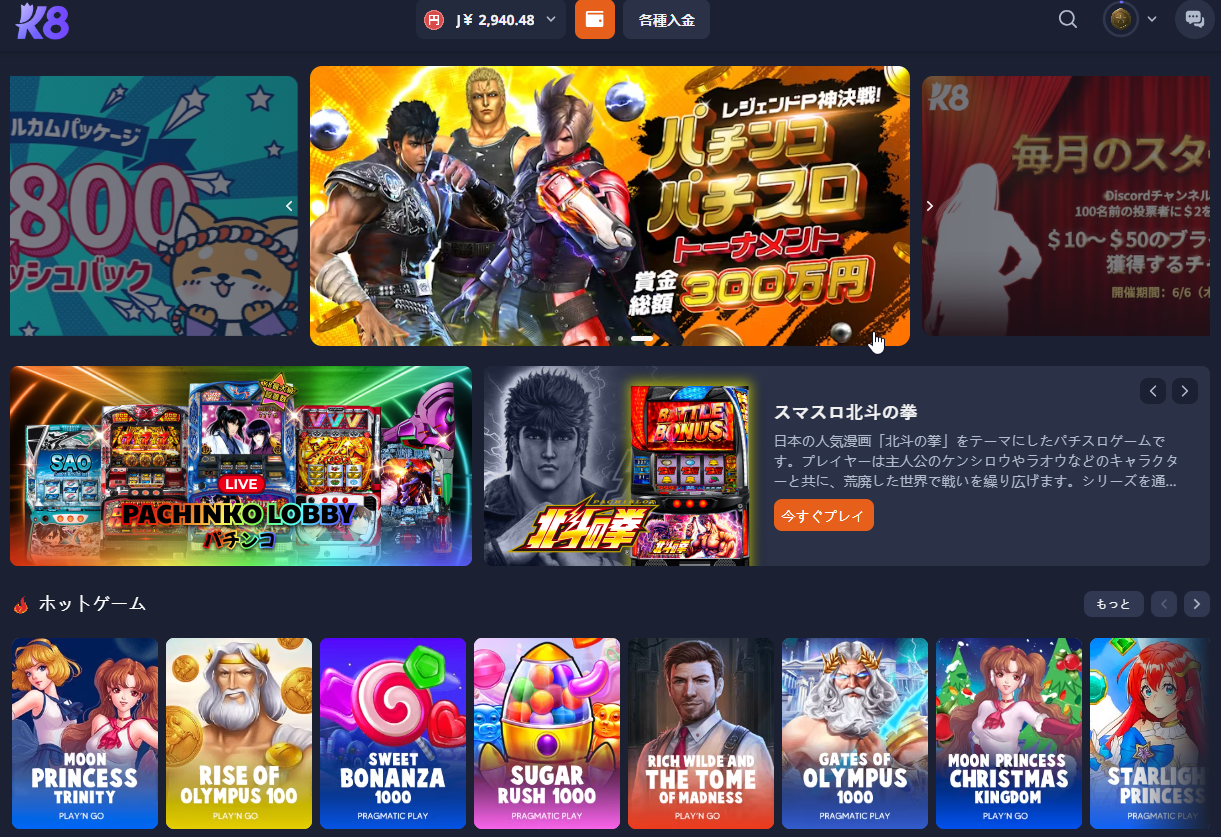 K8
円 J¥ 2,940.48
各種入金
ルカムパッケージ
800
ッシュバック
レジェンドP神決戦!
パチンコ
パチスロ
トーナメント
賞金
総額
300万円
K8
毎月のスタ
Discordチャンネル
100名前の投票者に$2を
$10～$50のブラ
獲得するチ
開催期間：6/6（
SAO
LIVE
PACHINKO LOBBY
パチンコ
BATTLE
BONUS
PACHISLOT
北斗の拳
北斗の拳
スマスロ北斗の拳
日本の人気漫画「北斗の拳」をテーマにしたパチスロゲームで
す。プレイヤーは主人公のケンシロウやラオウなどのキャラクタ
ーと共に、荒廃した世界で戦いを繰り広げます。シリーズを通...
今すぐプレイ
ホットゲーム
もっと
MOON
PRINCESS
TRINITY
PLAY'N GO
RISE OF
OLYMPUS 100
PLAY'N GO
SWEET
BONANZA
1000
PRAGMATIC PLAY
SUGAR
RUSH 1000
PRAGMATIC PLAY
RICH WILDE AND
THE TOME
OF MADNESS
PLAY'N GO
GATES OF
OLYMPUS
1000
PRAGMATIC PLAY
MOON PRINCESS
CHRISTMAS
KINGDOM
PLAY'N GO
STARLIGH
PRINCES
PRAGMATIC PLAY